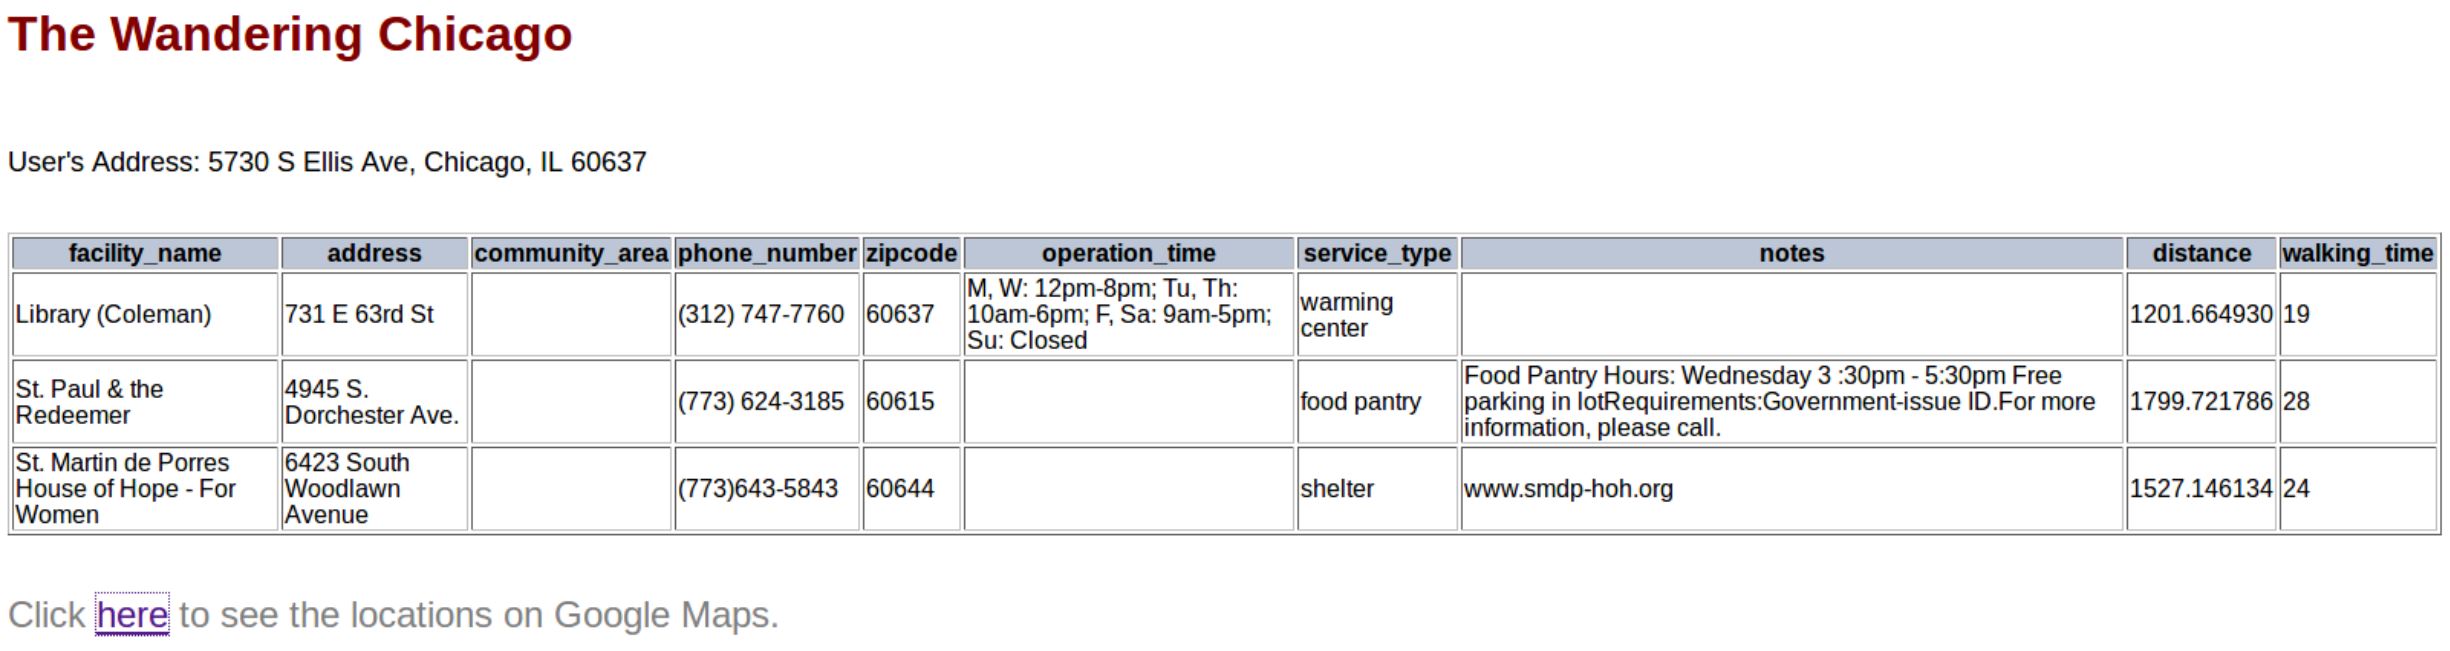 The Wandering Chicago
User's Address: 5730 S Ellis Ave, Chicago, IL 60637
facility_name address community_area phone_number zipcode operation_time service_type notes distance walking_time
Library (Coleman) 731 E 63rd St (312) 747-7760 60637 M, W: 12pm-8pm; Tu, Th: 10am-6pm; F, Sa: 9am-5pm; Su: Closed warming center 1201.664930 19
St. Paul & the Redeemer 4945 S. Dorchester Ave. (773) 624-3185 60615 food pantry Food Pantry Hours: Wednesday 3 :30pm - 5:30pm Free parking in lotRequirements:Government-issue ID.For more information, please call. 1799.721786 28
St. Martin de Porres House of Hope - For Women 6423 South Woodlawn Avenue (773)643-5843 60644 shelter www.smdp-hoh.org 1527.146134 24
Click here to see the locations on Google Maps.